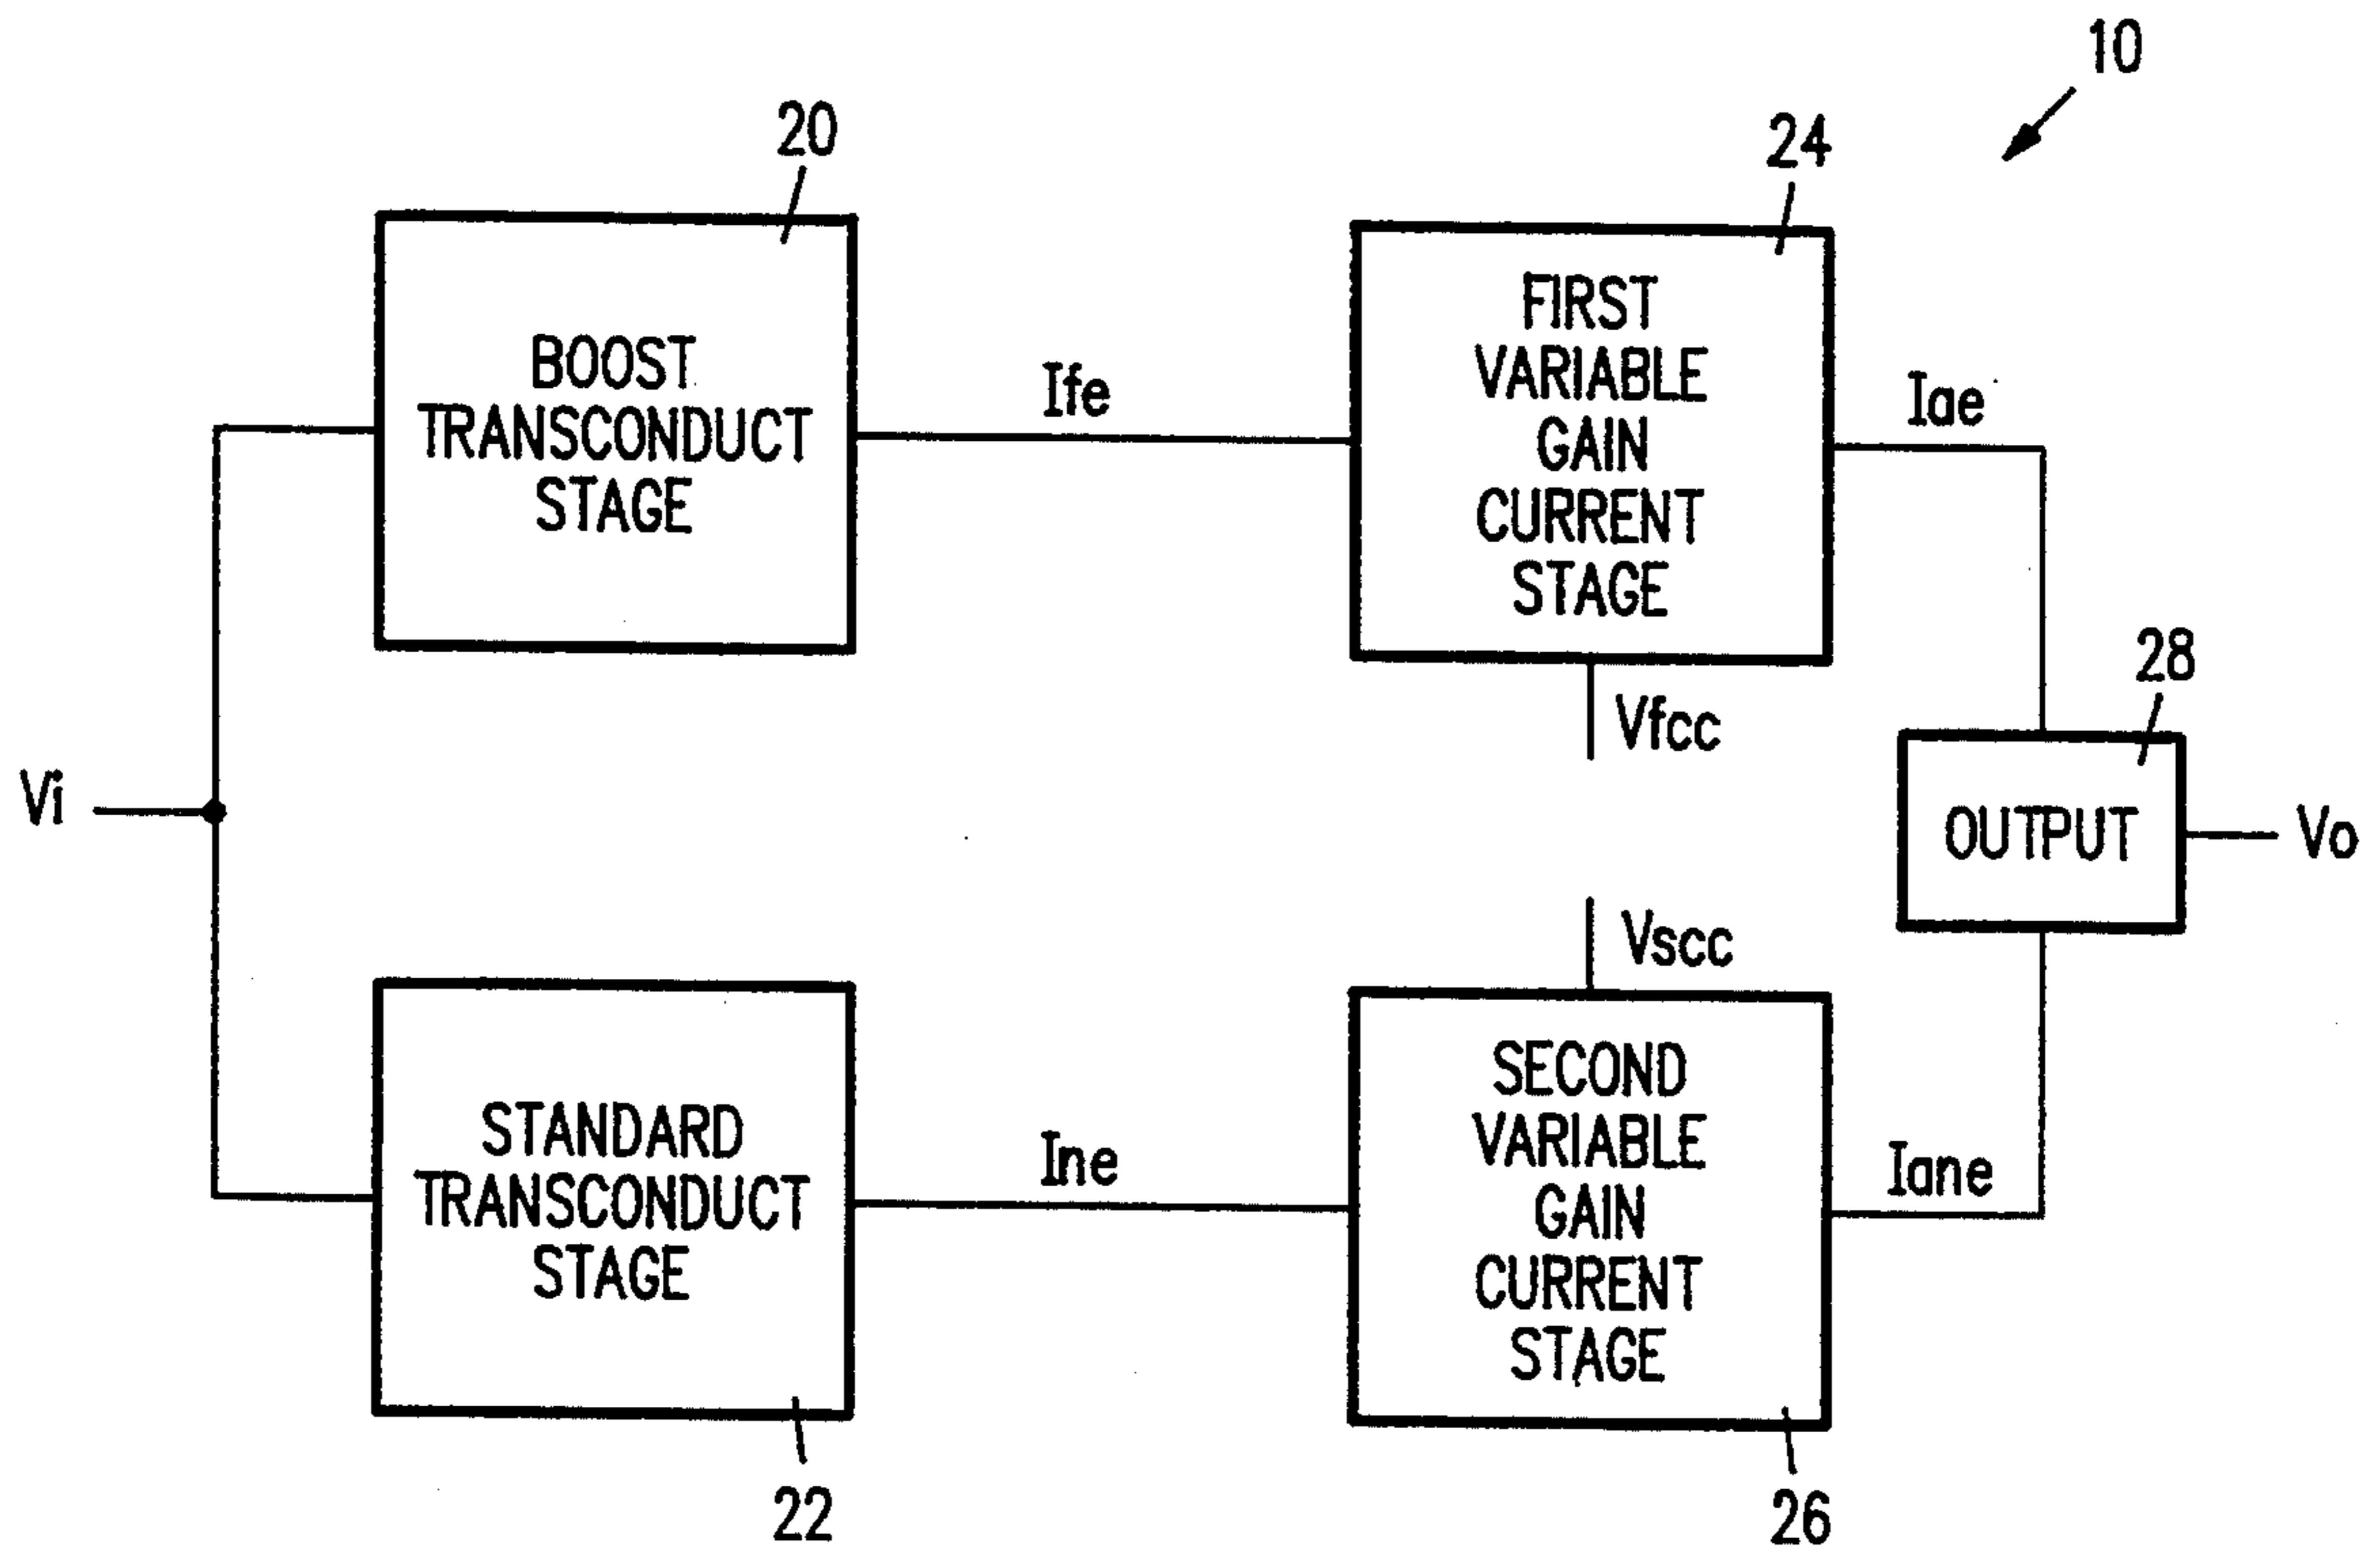 10
20
24
BOOST
TRANSCONDUCT
STAGE
Ife
FIRST
VARIABLE
GAIN
CURRENT
STAGE
Iae
Vfcc
28
Vi
OUTPUT
Vo
Vscc
STANDARD
TRANSCONDUCT
STAGE
Ine
SECOND
VARIABLE
GAIN
CURRENT
STAGE
Iane
22
26